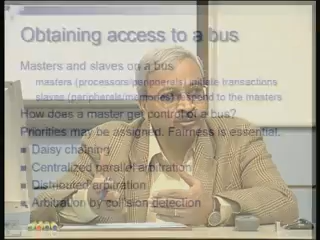 Obtaining access to a bus
Masters and slaves on a bus
masters (processors/peripherals) initiate transactions
slaves (peripherals/memories) respond to the masters
How does a master get control of a bus?
Priorities may be assigned. Fairness is essential.
Daisy chaining
Centralized parallel arbitration
Distributed arbitration
Arbitration by collision detection